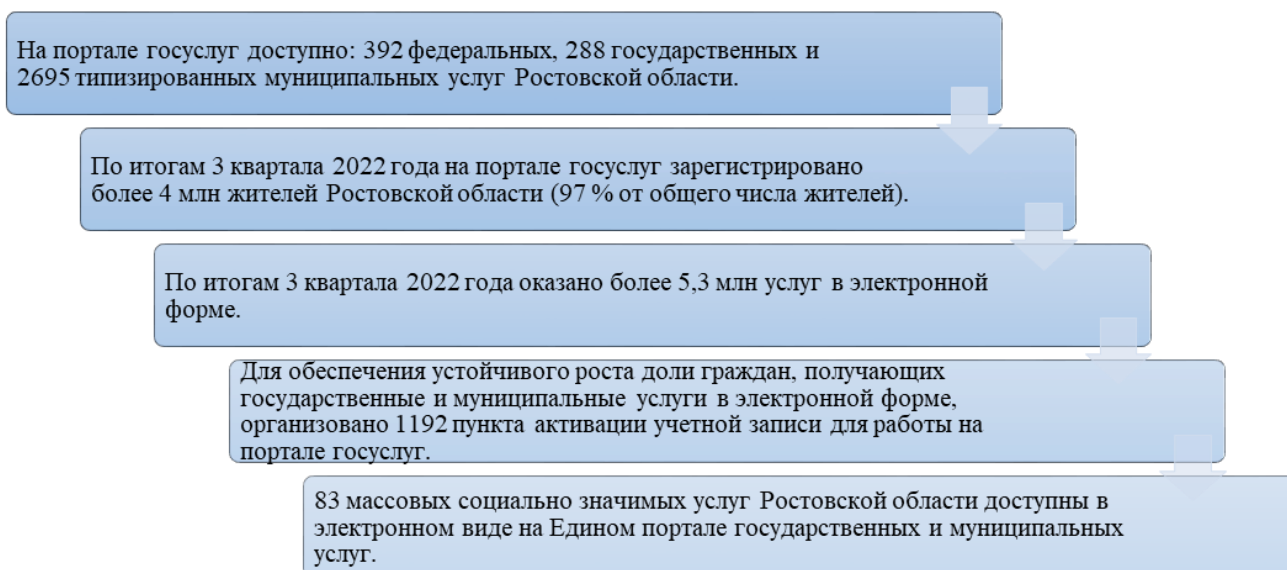 На портале госуслуг доступно: 392 федеральных, 288 государственных и
2695 типизированных муниципальных услуг Ростовской области.
По итогам 3 квартала 2022 года на портале госуслуг зарегистрировано
более 4 млн жителей Ростовской области (97 % от общего числа жителей).
По итогам 3 квартала 2022 года оказано более 5,3 млн услуг в электронной
форме.
Для обеспечения устойчивого роста доли граждан, получающих
государственные и муниципальные услуги в электронной форме,
организовано 1192 пункта активации учетной записи для работы на
портале госуслуг.
83 массовых социально значимых услуг Ростовской области доступны в
электронном виде на Едином портале государственных и муниципальных
услуг.